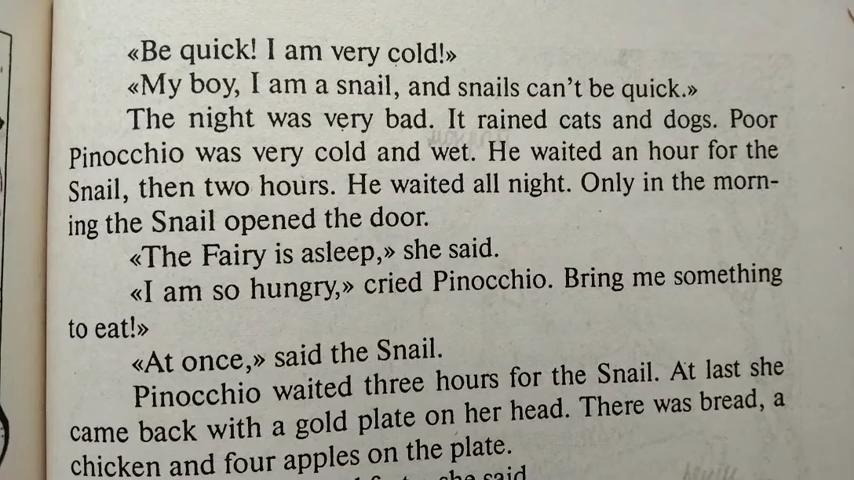 «Be quick! I am very cold!»
«My boy, I am a snail, and snails can’t be quick.»
The night was very bad. It rained cats and dogs. Poor
Pinocchio was very cold and wet. He waited an hour for the
Snail, then two hours. He waited all night. Only in the morn-
ing the Snail opened the door.
«The Fairy is asleep,» she said.
«I am so hungry,» cried Pinocchio. Bring me something
to eat!»
«At once,» said the Snail.
Pinocchio waited three hours for the Snail. At last she
came back with a gold plate on her head. There was bread, a
chicken and four apples on the plate.
she said